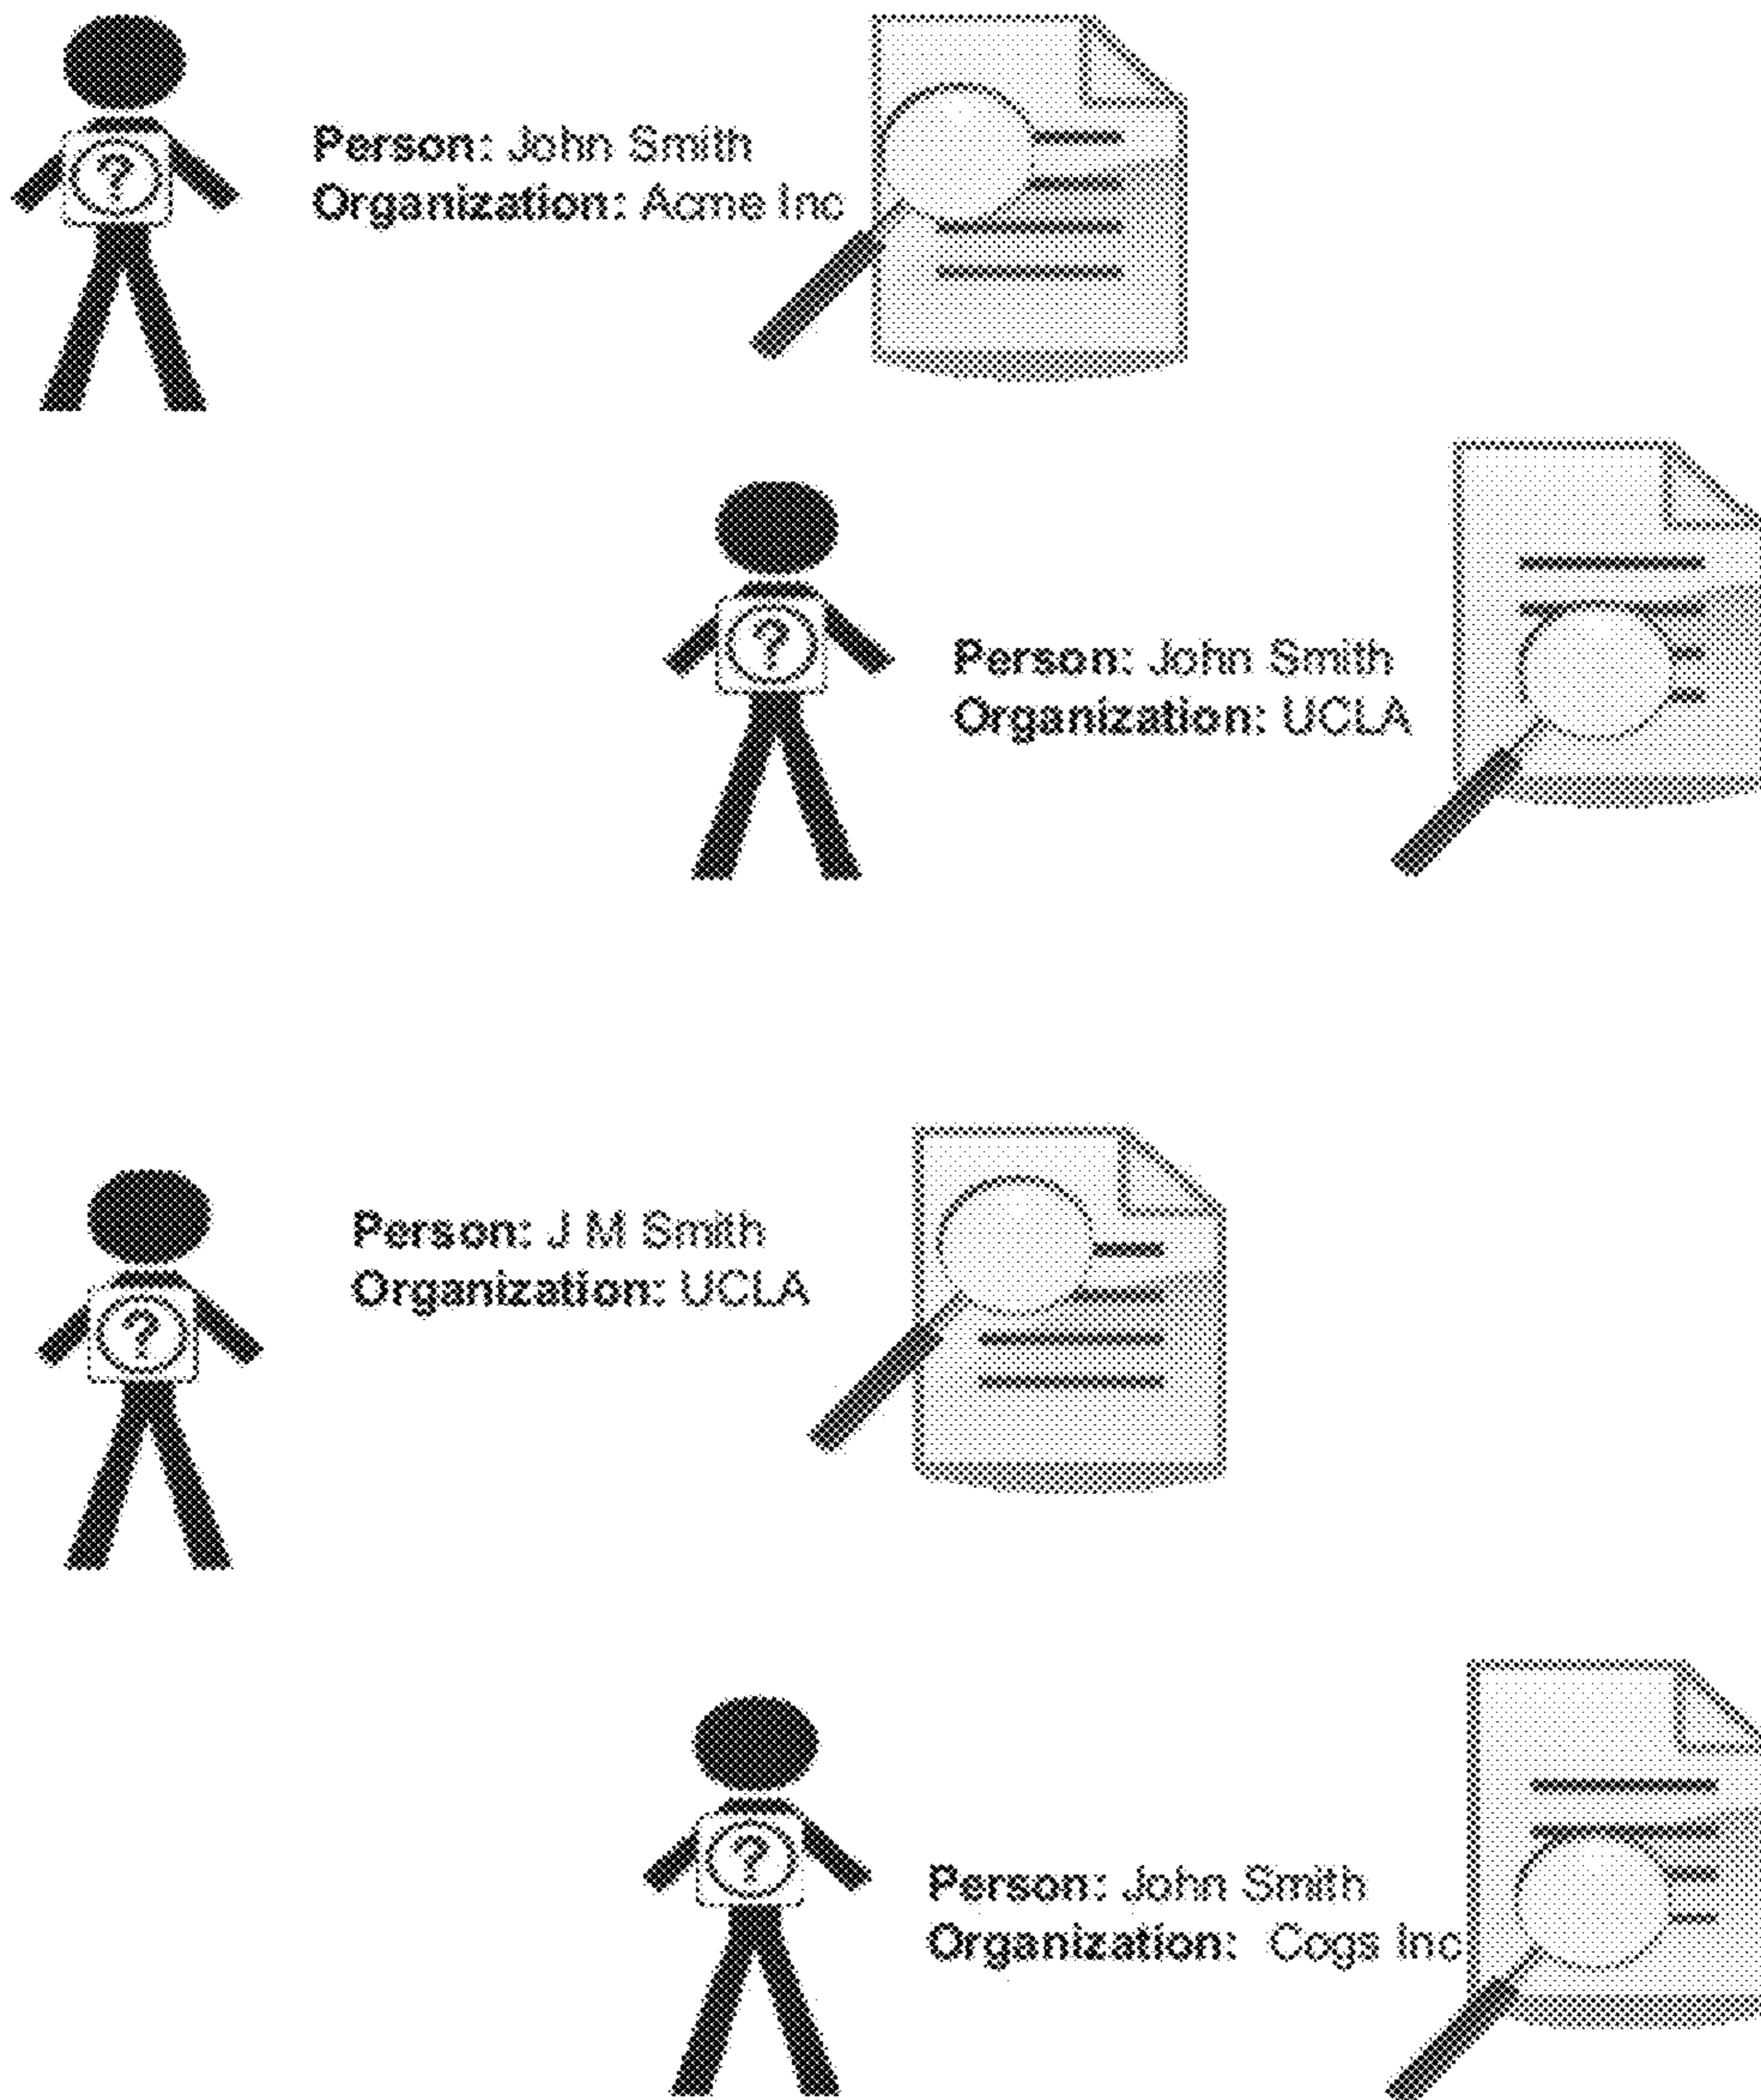 ?
Person: John Smith
Organization: Acme Inc
?
Person: John Smith
Organization: UCLA
?
Person: J M Smith
Organization: UCLA
?
Person: John Smith
Organization: Cogs Inc